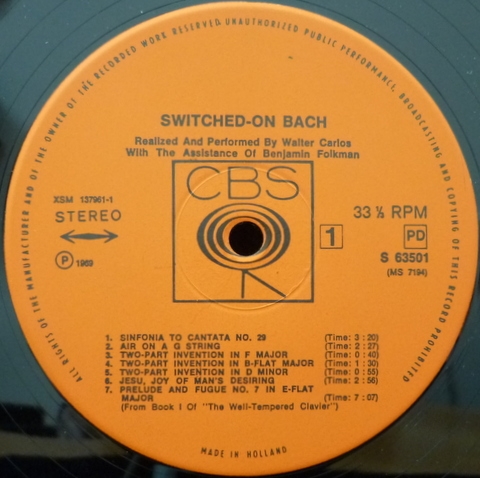 ALL RIGHTS OF THE MANUFACTURER AND OF THE OWNER OF THE RECORDED WORK RESERVED. UNAUTHORIZED PUBLIC PERFORMANCE, BROADCASTING AND COPYING OF THIS RECORD PROHIBITED
SWITCHED-ON BACH
Realized And Performed By Walter Carlos
With The Assistance Of Benjamin Folkman
CBS
XSM 137961-1
STEREO
℗ 1969
33 ⅓ RPM
1 PD
S 63501
(MS 7194)
1. SINFONIA TO CANTATA NO. 29 (Time: 3:20)
2. AIR ON A G STRING (Time: 2:27)
3. TWO-PART INVENTION IN F MAJOR (Time: 0:40)
4. TWO-PART INVENTION IN B-FLAT MAJOR (Time: 1:30)
5. TWO-PART INVENTION IN D MINOR (Time: 0:55)
6. JESU, JOY OF MAN'S DESIRING (Time: 2:56)
7. PRELUDE AND FUGUE NO. 7 IN E-FLAT
MAJOR (Time: 7:07)
(From Book I Of "The Well-Tempered Clavier")
MADE IN HOLLAND